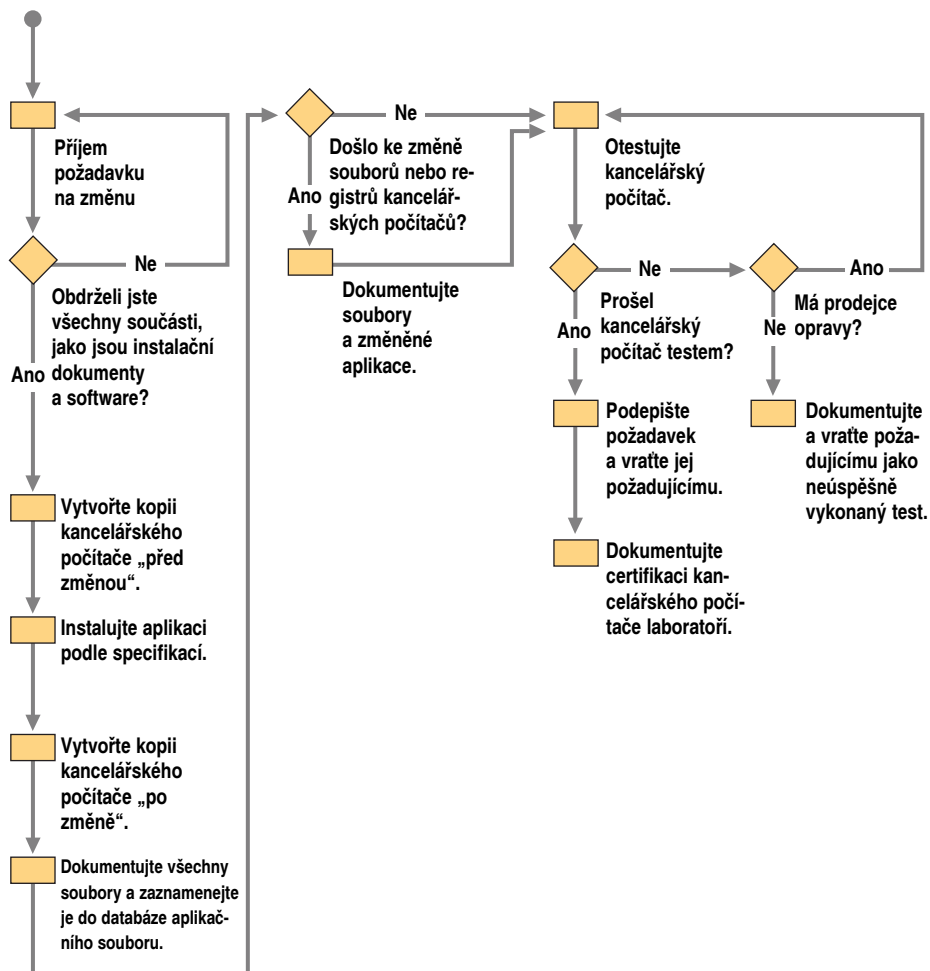 Příjem
požadavku
na změnu
Ne
Obdrželi jste
všechny součásti,
jako jsou instalační
dokumenty
a software?
Ano
Vytvořte kopii
kancelářského
počítače „před
změnou“.
Instalujte aplikaci
podle specifikací.
Vytvořte kopii
kancelářského
počítače „po
změně“.
Dokumentujte všechny
soubory a zaznamenejte
je do databáze aplikač-
ního souboru.
Ne
Došlo ke změně
souborů nebo re-
gistrů kancelář-
ských počítačů?
Ano
Dokumentujte
soubory
a změněné
aplikace.
Otestujte
kancelářský
počítač.
Ne
Prošel
kancelářský
počítač testem?
Ano
Podepište
požadavek
a vraťte jej
požadujícímu.
Dokumentujte
certifikaci kan-
celářského počí-
tače laboratoří.
Ano
Má prodejce
opravy?
Ne
Dokumentujte
a vraťte poža-
dujícímu jako
neúspěšně
vykonaný test.